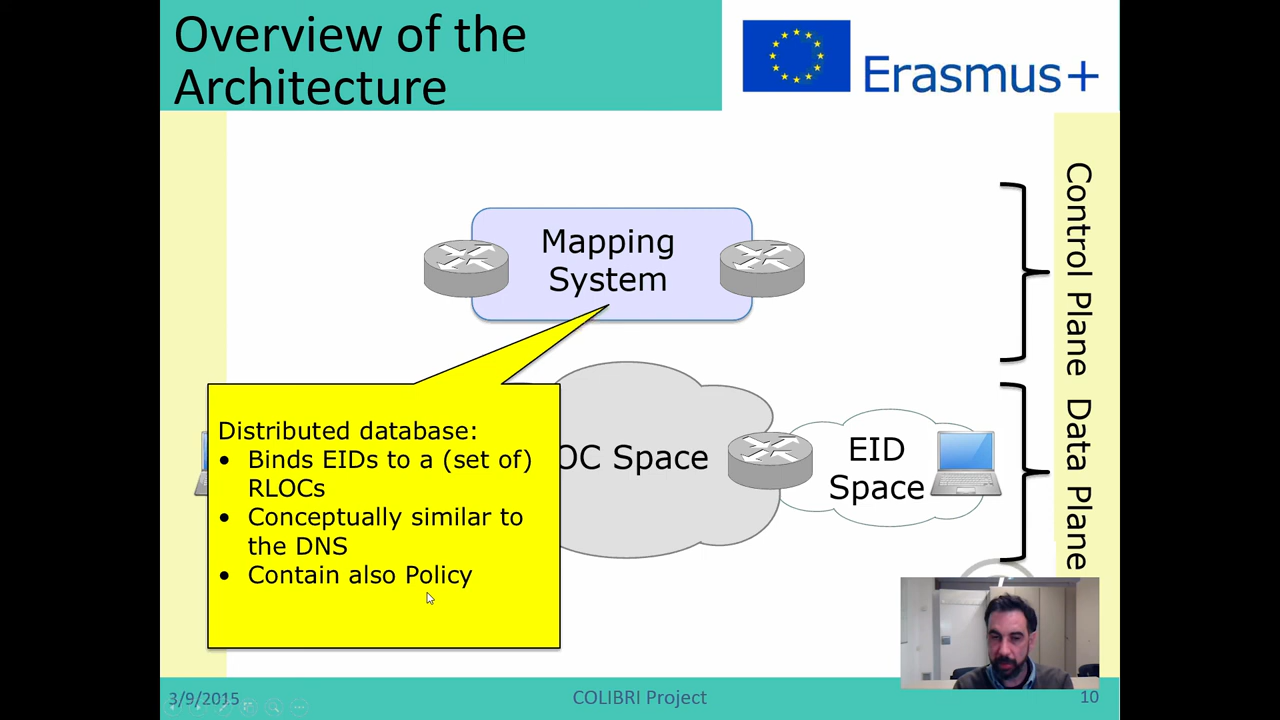 Overview of the
Architecture
Erasmus+
Mapping
System
Control Plane
Distributed database:
• Binds EIDs to a (set of)
RLOCs
• Conceptually similar to
the DNS
• Contain also Policy
OC Space
EID
Space
Data Plane
3/9/2015
COLIBRI Project
10